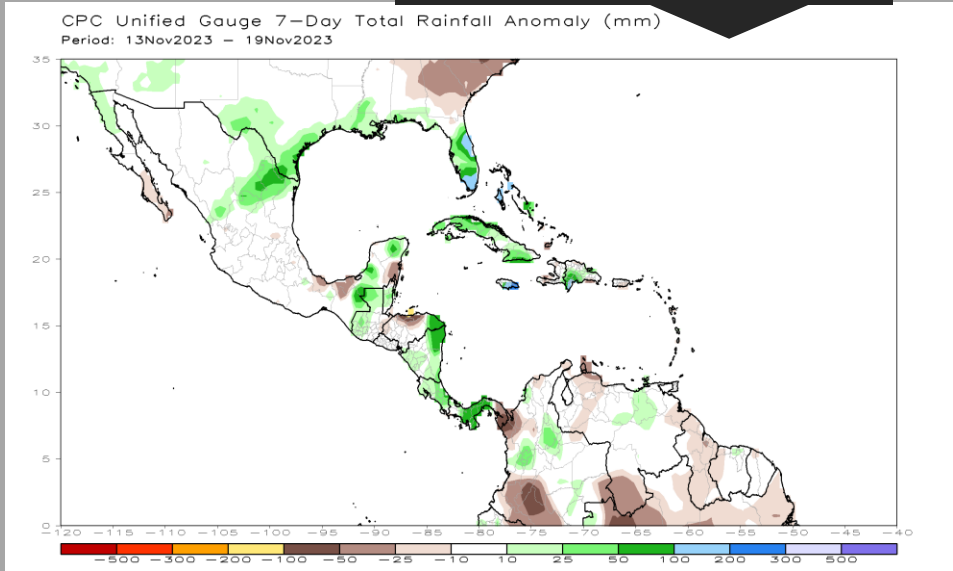 CPC Unified Gauge 7-Day Total Rainfall Anomaly (mm)
Period: 13Nov2023 - 19Nov2023
35
30
25
20
15
10
5
0
-120 -115 -110 -105 -100 -95 -90 -85 -80 -75 -70 -65 -60 -55 -50 -45 -40
-500 -300 -200 -100 -50 -25 -10 10 25 50 100 200 300 500